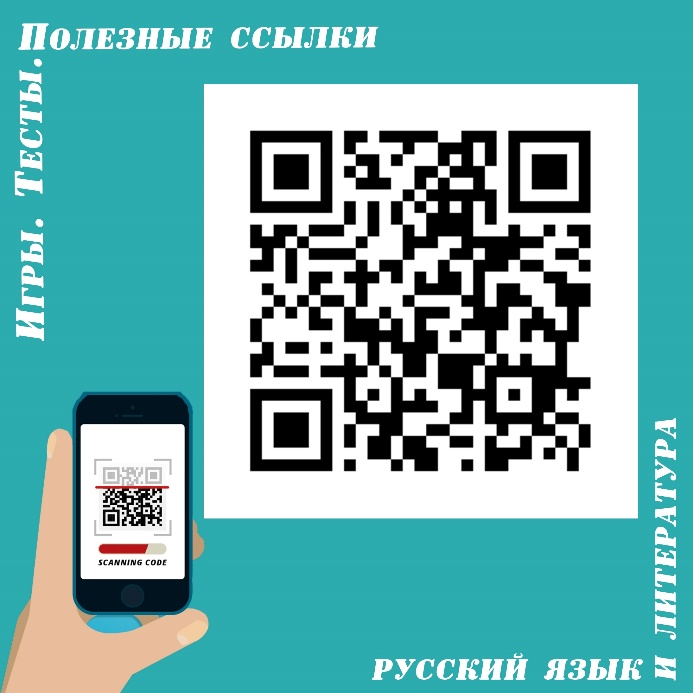 Полезные ссылки
Игры. Тесты.
SCANNING CODE
русский язык
и литература